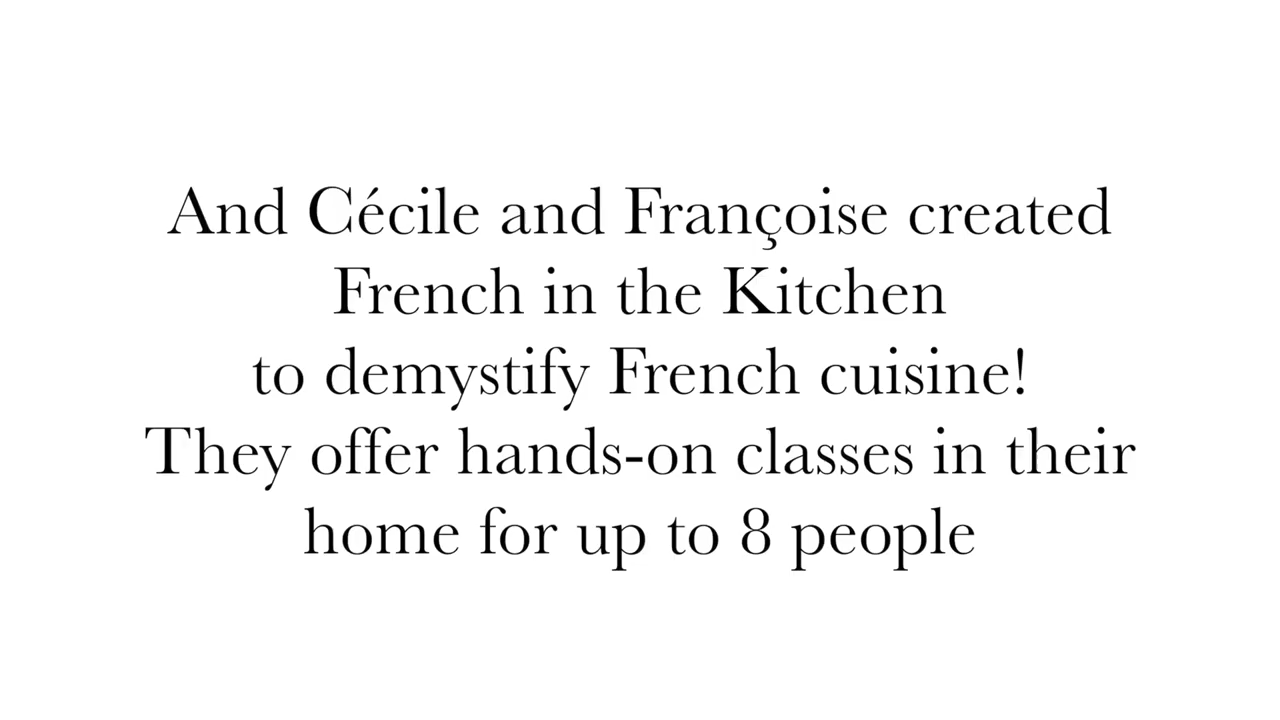 And Cécile and Françoise created
French in the Kitchen
to demystify French cuisine!
They offer hands-on classes in their
home for up to 8 people